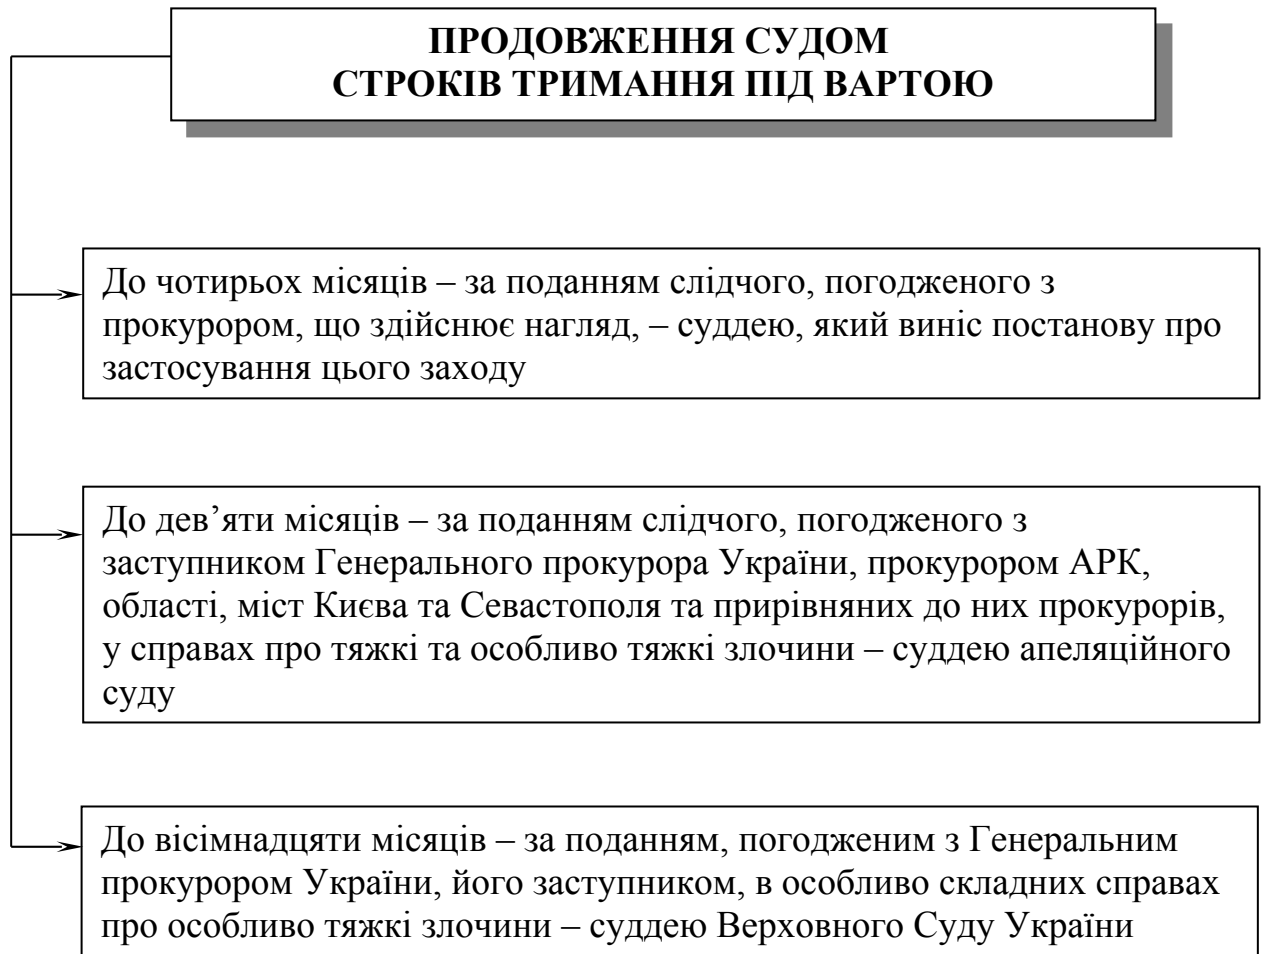 ПРОДОВЖЕННЯ СУДОМ
СТРОКІВ ТРИМАННЯ ПІД ВАРТОЮ
До чотирьох місяців – за поданням слідчого, погодженого з
прокурором, що здійснює нагляд, – суддею, який виніс постанову про
застосування цього заходу
До дев’яти місяців – за поданням слідчого, погодженого з
заступником Генерального прокурора України, прокурором АРК,
області, міст Києва та Севастополя та прирівняних до них прокурорів,
у справах про тяжкі та особливо тяжкі злочини – суддею апеляційного
суду
До вісімнадцяти місяців – за поданням, погодженим з Генеральним
прокурором України, його заступником, в особливо складних справах
про особливо тяжкі злочини – суддею Верховного Суду України